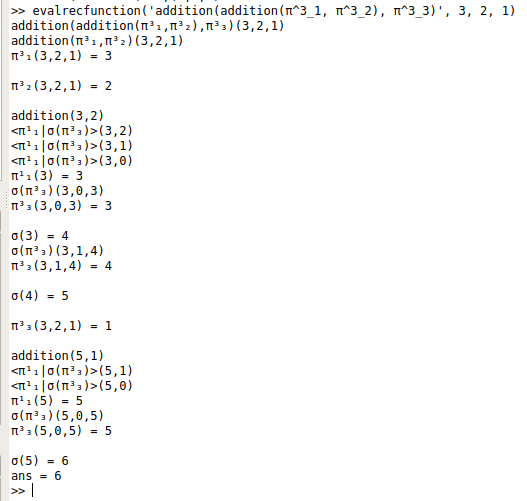 >> evalrecfunction('addition(addition(π^3_1, π^3_2), π^3_3)', 3, 2, 1)
addition(addition(π³₁,π³₂),π³₃)(3,2,1)
addition(π³₁,π³₂)(3,2,1)
π³₁(3,2,1) = 3
π³₂(3,2,1) = 2
addition(3,2)
<π¹₁|σ(π³₃)>(3,2)
<π¹₁|σ(π³₃)>(3,1)
<π¹₁|σ(π³₃)>(3,0)
π¹₁(3) = 3
σ(π³₃)(3,0,3)
π³₃(3,0,3) = 3
σ(3) = 4
σ(π³₃)(3,1,4)
π³₃(3,1,4) = 4
σ(4) = 5
π³₃(3,2,1) = 1
addition(5,1)
<π¹₁|σ(π³₃)>(5,1)
<π¹₁|σ(π³₃)>(5,0)
π¹₁(5) = 5
σ(π³₃)(5,0,5)
π³₃(5,0,5) = 5
σ(5) = 6
ans = 6
>>